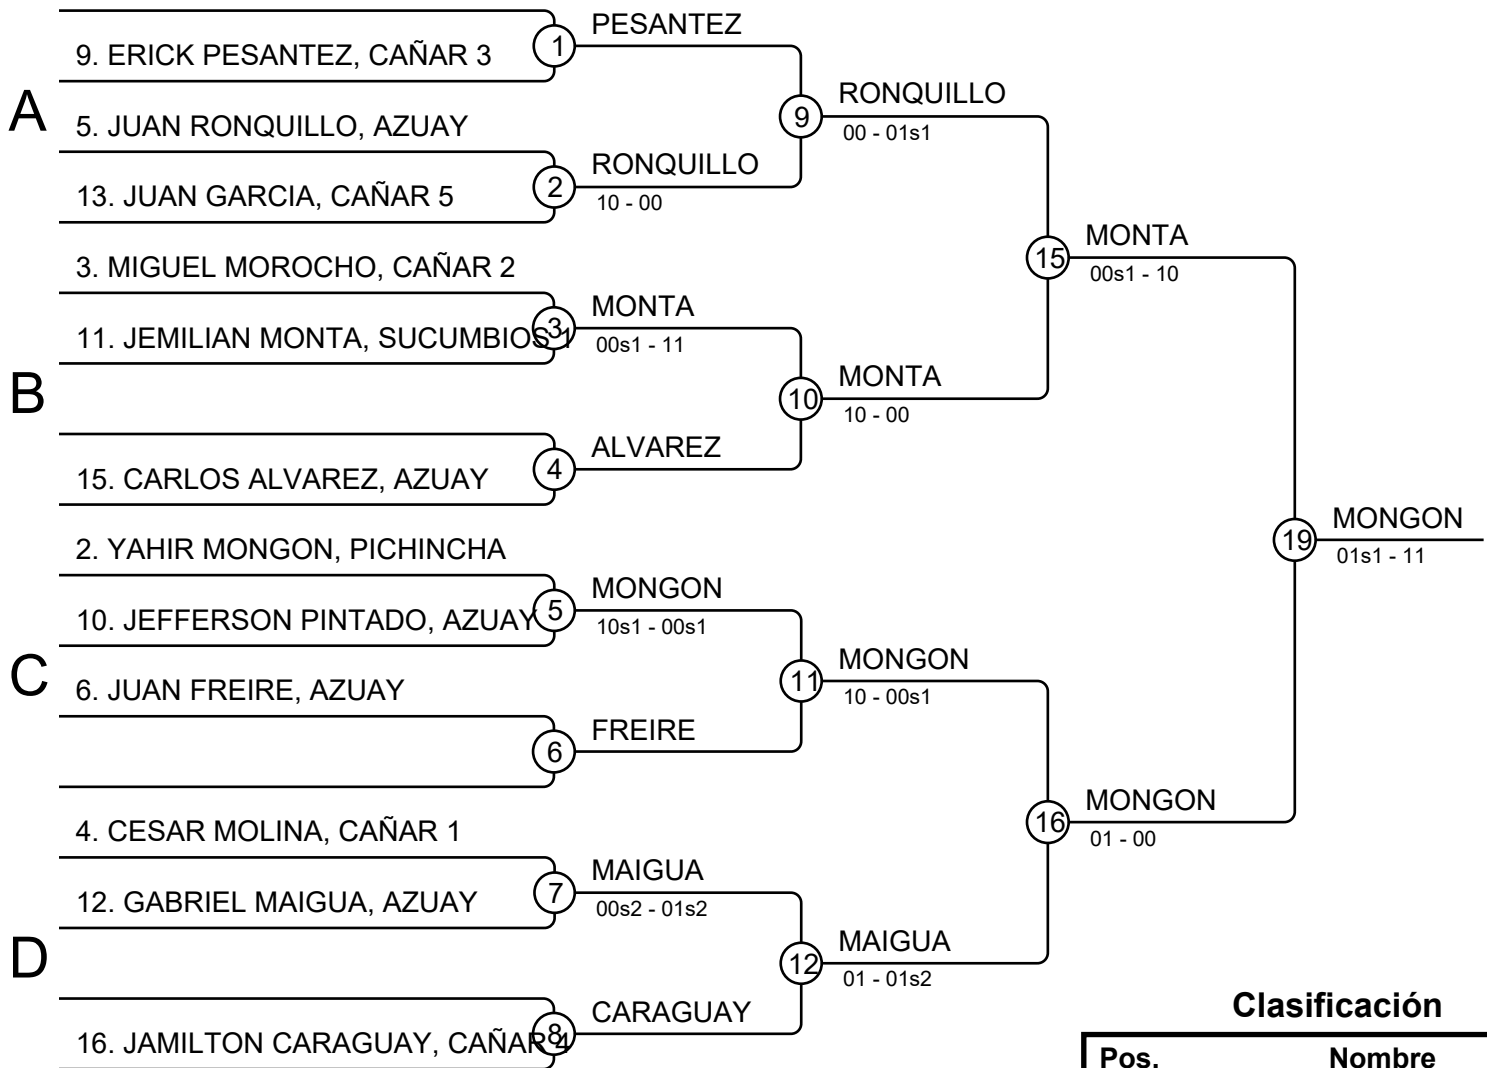 PESANTEZ
1
9. ERICK PESANTEZ, CAÑAR 3
A
RONQUILLO
9
00 - 01s1
5. JUAN RONQUILLO, AZUAY
RONQUILLO
2
10 - 00
13. JUAN GARCIA, CAÑAR 5
MONTA
15
00s1 - 10
3. MIGUEL MOROCHO, CAÑAR 2
MONTA
3
00s1 - 11
11. JEMILIAN MONTA, SUCUMBIOS 1
B
MONTA
10
10 - 00
ALVAREZ
4
15. CARLOS ALVAREZ, AZUAY
MONGON
19
01s1 - 11
2. YAHIR MONGON, PICHINCHA
MONGON
5
10s1 - 00s1
10. JEFFERSON PINTADO, AZUAY
C
MONGON
11
10 - 00s1
6. JUAN FREIRE, AZUAY
FREIRE
6
MONGON
16
01 - 00
4. CESAR MOLINA, CAÑAR 1
MAIGUA
7
00s2 - 01s2
12. GABRIEL MAIGUA, AZUAY
D
MAIGUA
12
01 - 01s2
CARAGUAY
8
16. JAMILTON CARAGUAY, CAÑAR 4
Clasificación
Pos. Nombre